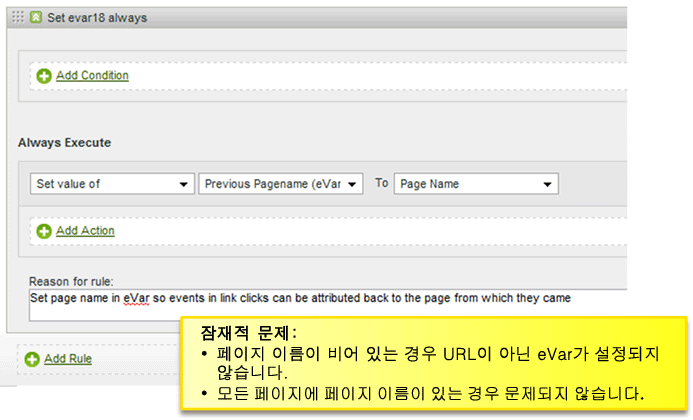 Set evar18 always
Add Condition
Always Execute
Set value of Previous Pagename (eVar To Page Name
Add Action
Reason for rule:
Set page name in eVar so events in link clicks can be attributed back to the page from which they came
Add Rule
잠재적 문제:
• 페이지 이름이 비어 있는 경우 URL이 아닌 eVar가 설정되지
않습니다.
• 모든 페이지에 페이지 이름이 있는 경우 문제되지 않습니다.